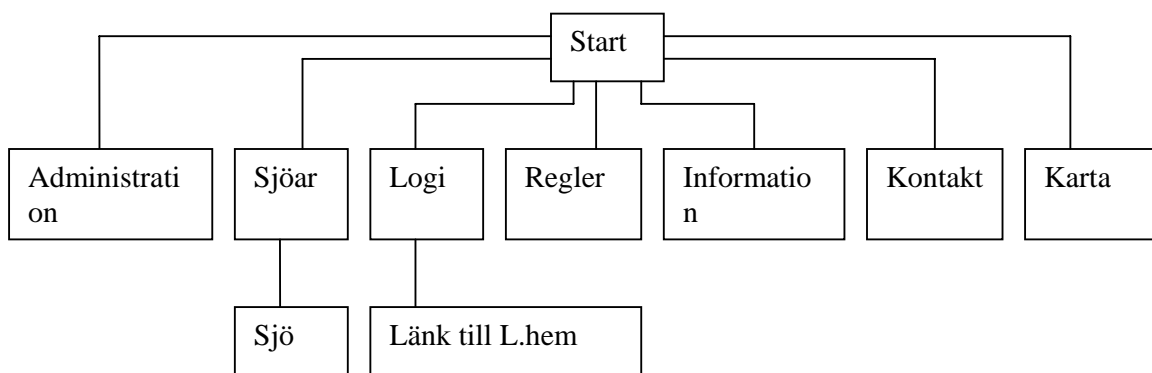 Start
Administrati
on
Sjöar
Logi
Regler
Informatio
n
Kontakt
Karta
Sjö
Länk till L.hem